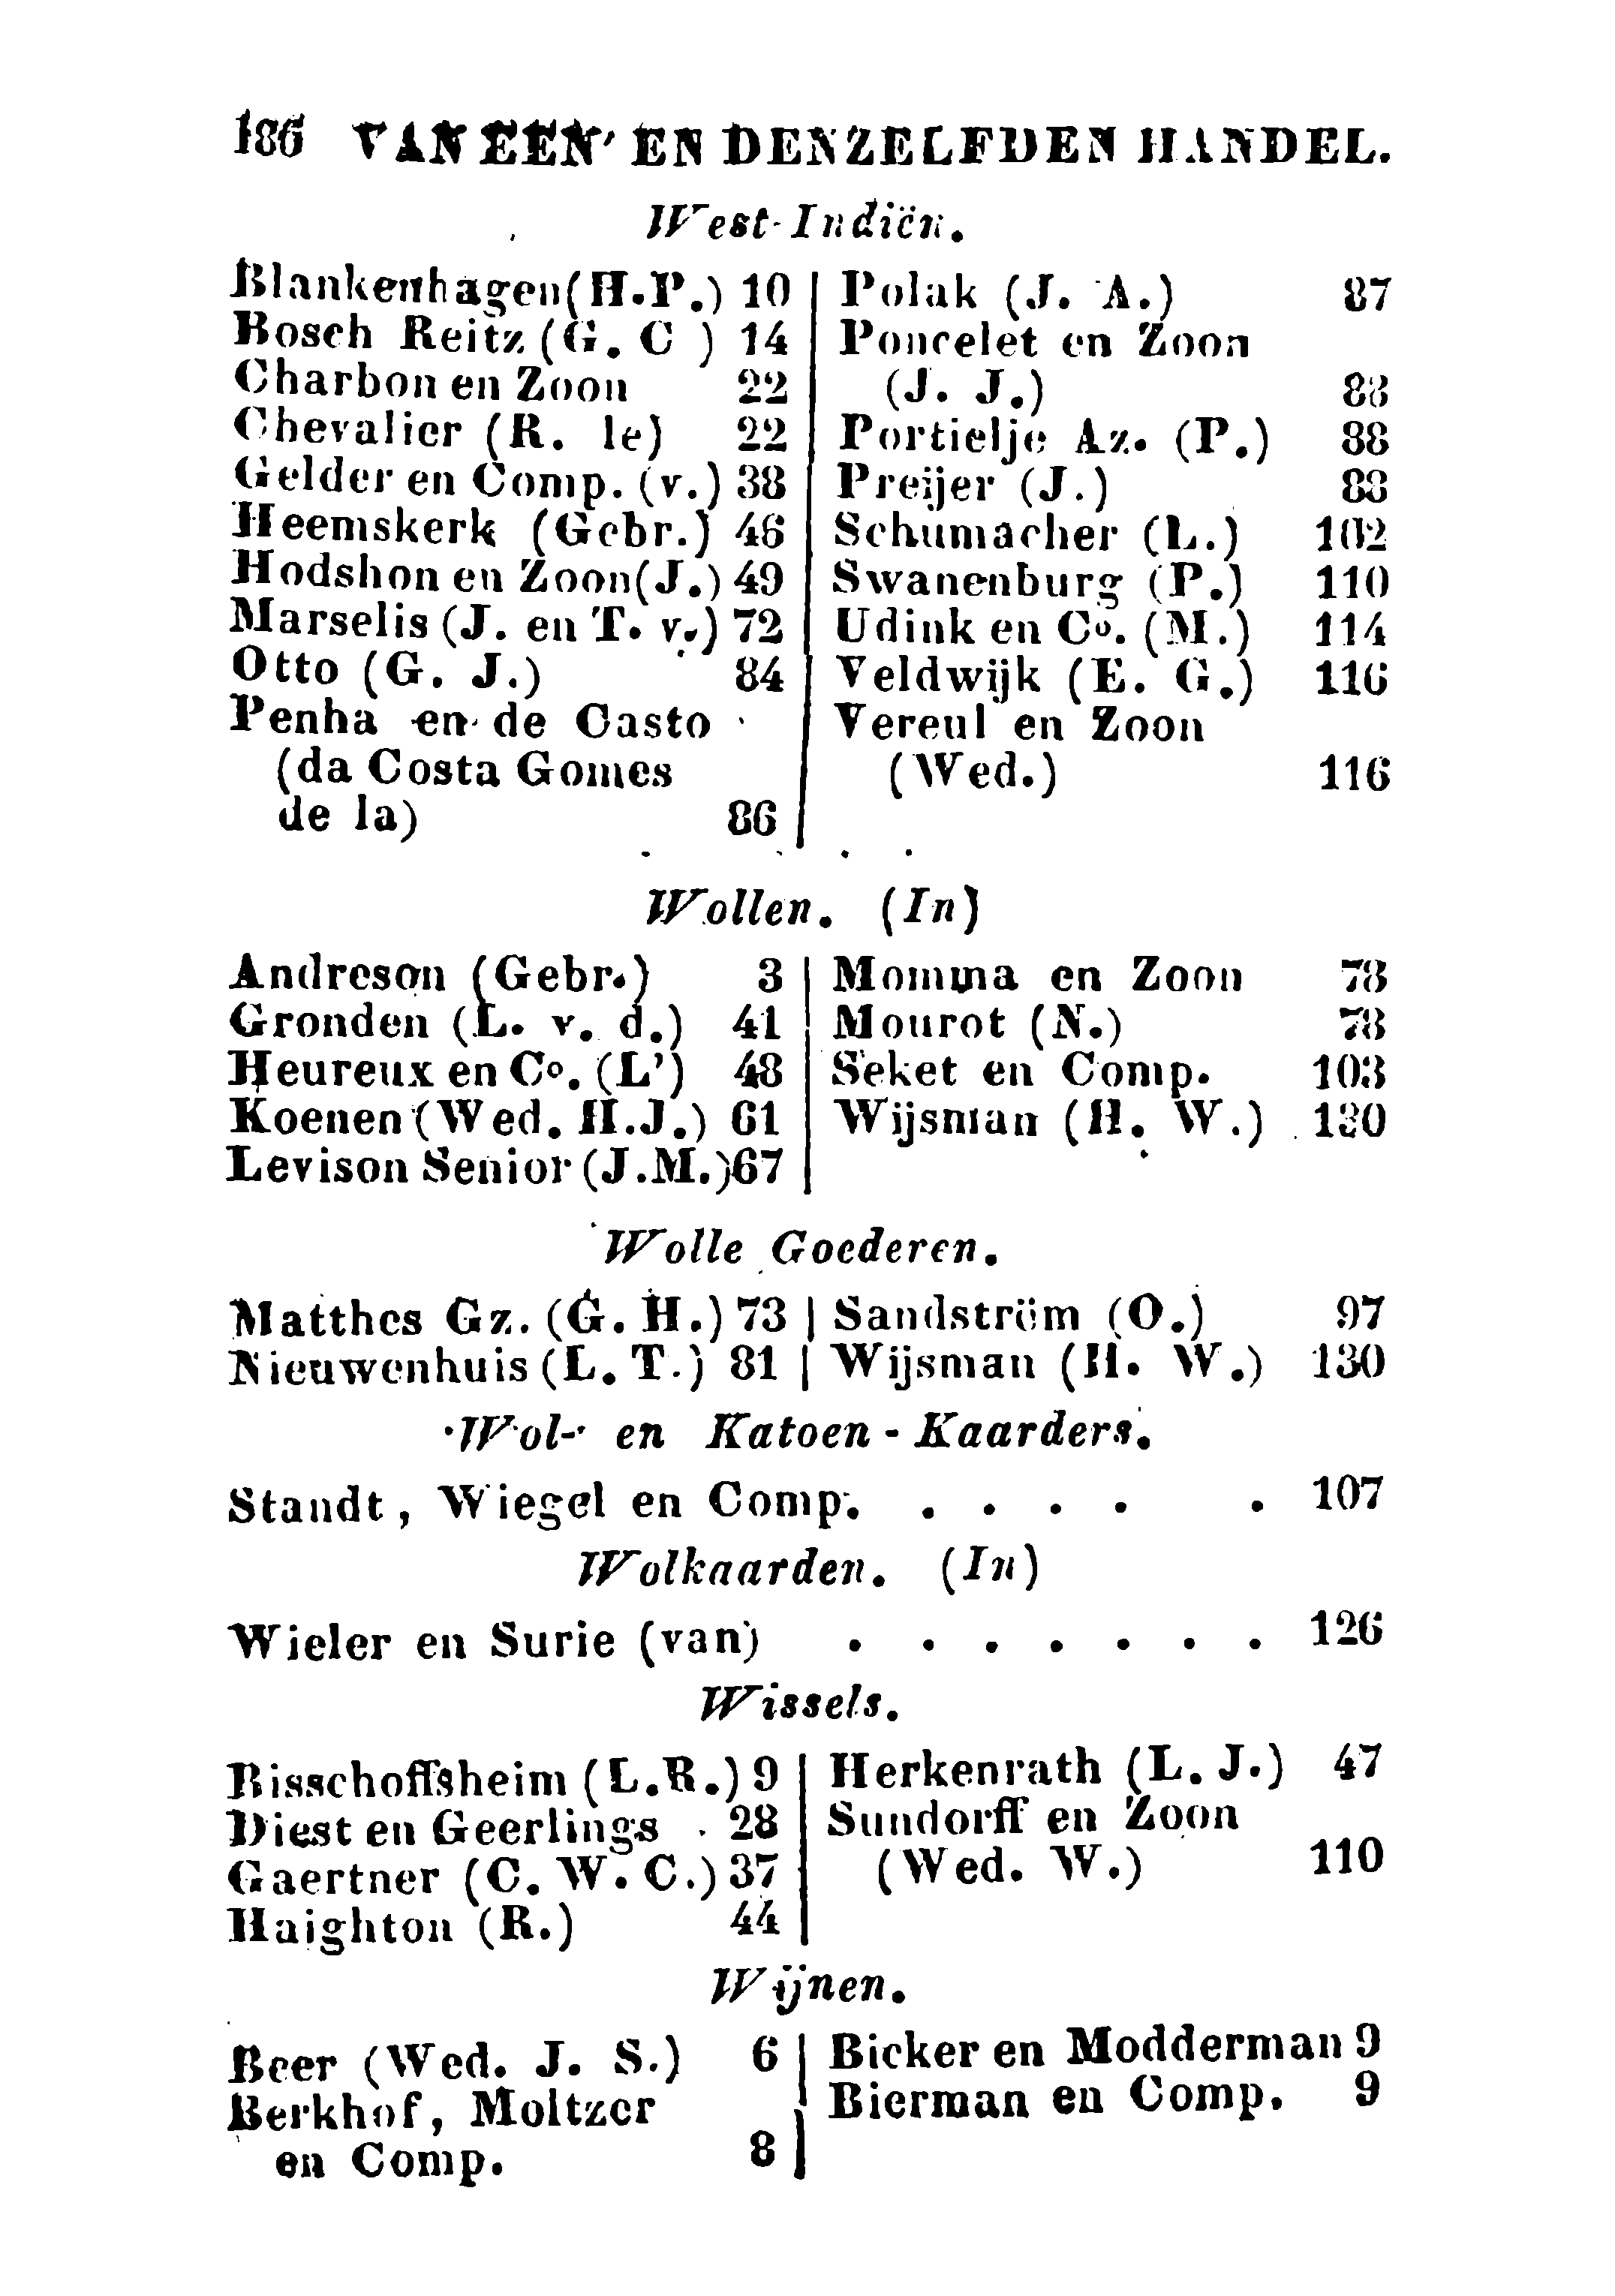 186 VAN EEN EN DENZELFDEN HANDEL.
West-Indiën.
Blankenhagen (H.P.) 10
Bosch Reitz (G. C ) 14
Charbon en Zoon 22
Chevalier (R. le) 22
Gelder en Comp. (v.) 38
Heemskerk (Gebr.) 46
Hodshon en Zoon (J.) 49
Marselis (J. en T. v.) 72
Otto (G. J.) 84
Penha en de Casto
(da Costa Gomes
de la) 86
Polak (J. A.) 87
Poncelet en Zoon
(J. J.) 88
Portielje Az. (P.) 88
Preijer (J.) 88
Schumacher (L.) 102
Swanenburg (P.) 110
Udink en Co. (M.) 114
Veldwijk (E. G.) 116
Vereul en Zoon
(Wed.) 116
Wollen. (In)
Andreson (Gebr.) 3
Gronden (L. v. d.) 41
Heureux en Co. (L') 48
Koenen (Wed. H.J.) 61
Levison Senior (J.M.) 67
Momma en Zoon 78
Mourot (N.) 78
Seket en Comp. 103
Wijsman (H. W.) 130
Wolle Goederen.
Matthes Gz. (G. H.) 73
Nieuwenhuis (L. T.) 81
Sandström (O.) 97
Wijsman (H. W.) 130
Wol- en Katoen-Kaarders.
Standt, Wiegel en Comp. . . . . . 107
Wolkaarden. (In)
Wieler en Surie (van) . . . . . . . 126
Wissels.
Bisschoffsheim (L.R.) 9
Diest en Geerlings . 28
Gaertner (C. W. C.) 37
Haighton (R.) 44
Herkenrath (L. J.) 47
Sundorff en Zoon
(Wed. W.) 110
Wijnen.
Beer (Wed. J. S.) 6
Berkhof, Moltzer
en Comp. 8
Bicker en Modderman 9
Bierman en Comp. 9